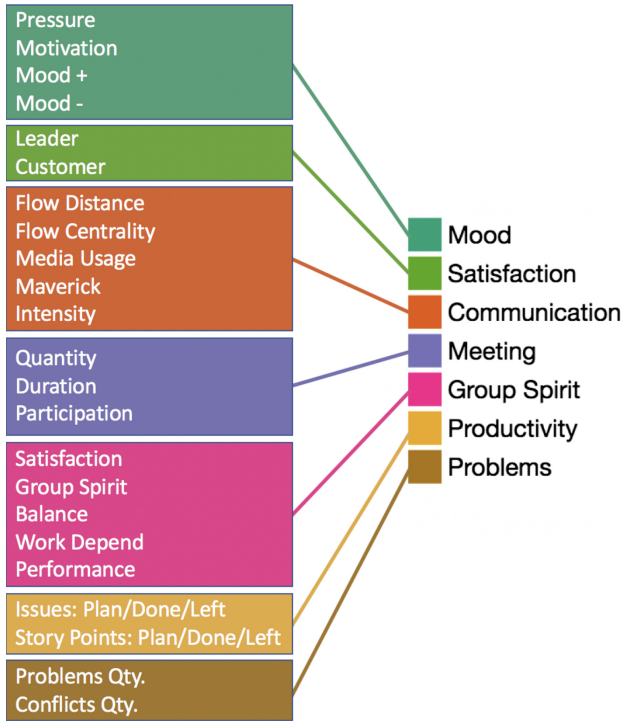 Pressure
Motivation
Mood +
Mood -
Leader
Customer
Flow Distance
Flow Centrality
Media Usage
Maverick
Intensity
Quantity
Duration
Participation
Satisfaction
Group Spirit
Balance
Work Depend
Performance
Issues: Plan/Done/Left
Story Points: Plan/Done/Left
Problems Qty.
Conflicts Qty.
Mood
Satisfaction
Communication
Meeting
Group Spirit
Productivity
Problems